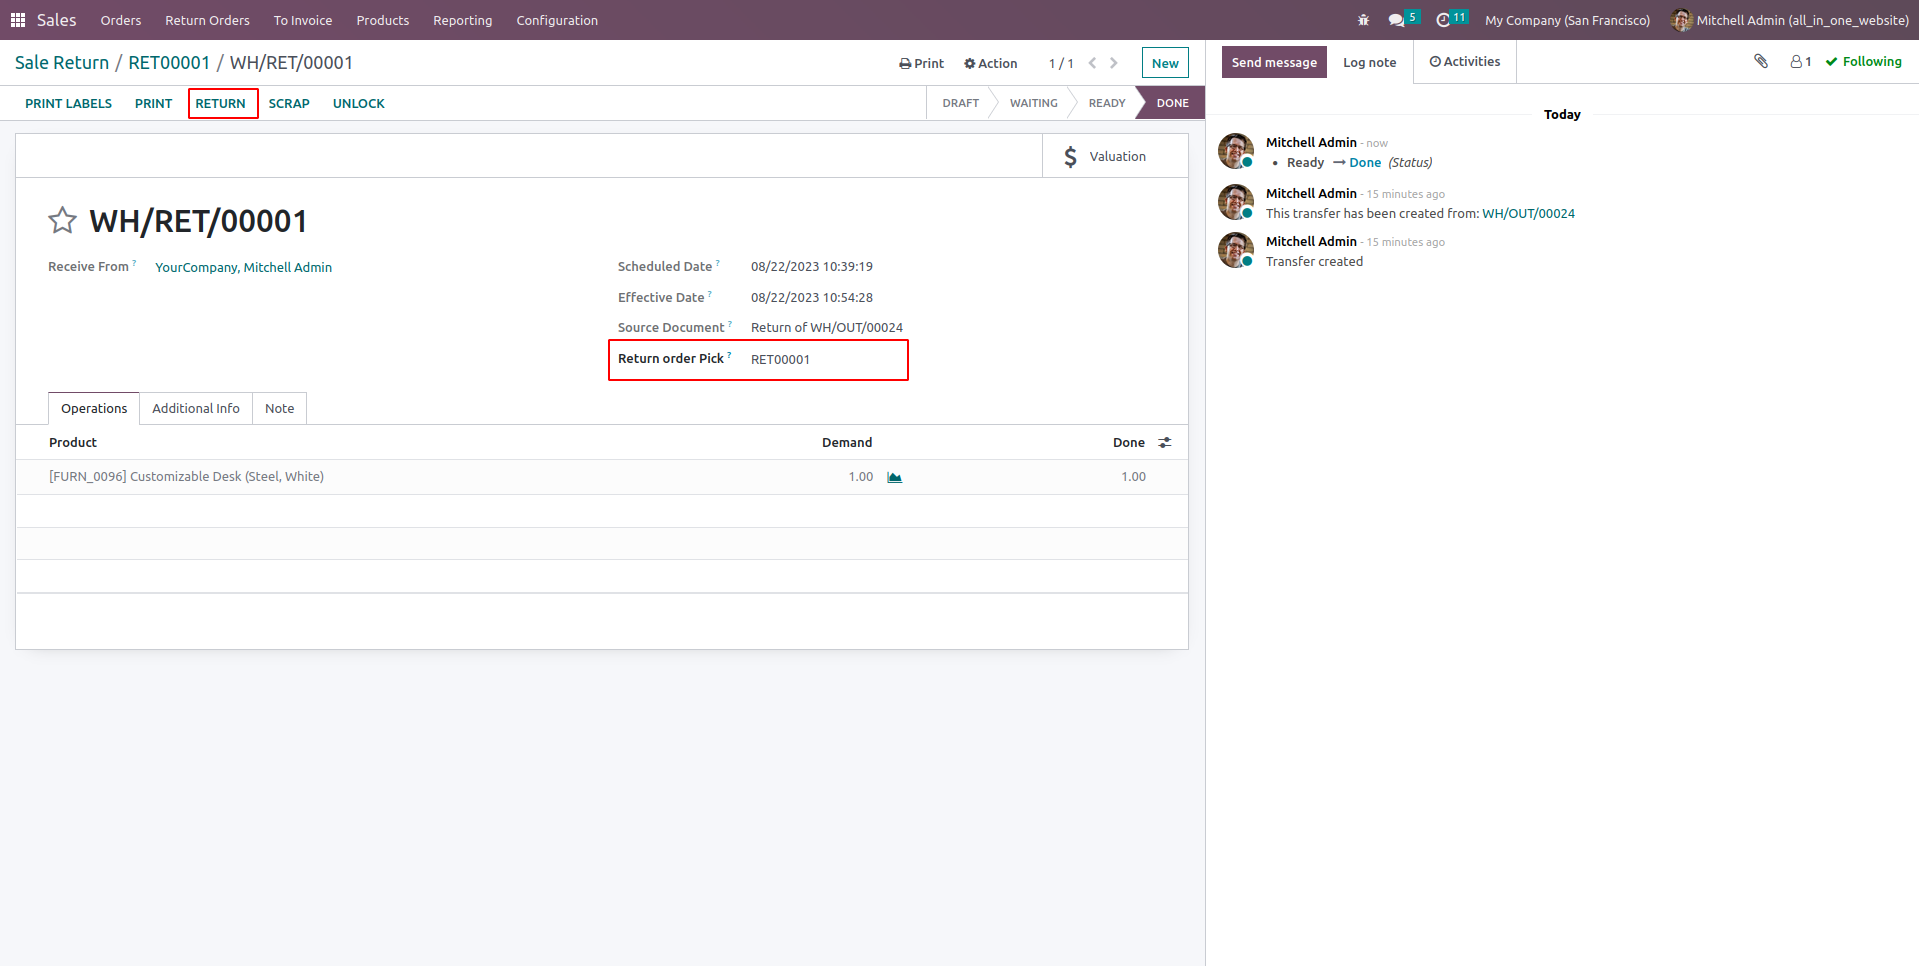 Sales Orders Return Orders To Invoice Products Reporting Configuration 5 11 My Company (San Francisco) Mitchell Admin (all_in_one_website)
Sale Return / RET00001 / WH/RET/00001 Print Action 1 / 1 New
PRINT LABELS PRINT RETURN SCRAP UNLOCK DRAFT WAITING READY DONE
$ Valuation
WH/RET/00001
Receive From ? YourCompany, Mitchell Admin
Scheduled Date ? 08/22/2023 10:39:19
Effective Date ? 08/22/2023 10:54:28
Source Document ? Return of WH/OUT/00024
Return order Pick ? RET00001
Operations Additional Info Note
Product Demand Done
[FURN_0096] Customizable Desk (Steel, White) 1.00 1.00
Send message Log note Activities 1 Following
Today
Mitchell Admin - now
• Ready → Done (Status)
Mitchell Admin - 15 minutes ago
This transfer has been created from: WH/OUT/00024
Mitchell Admin - 15 minutes ago
Transfer created